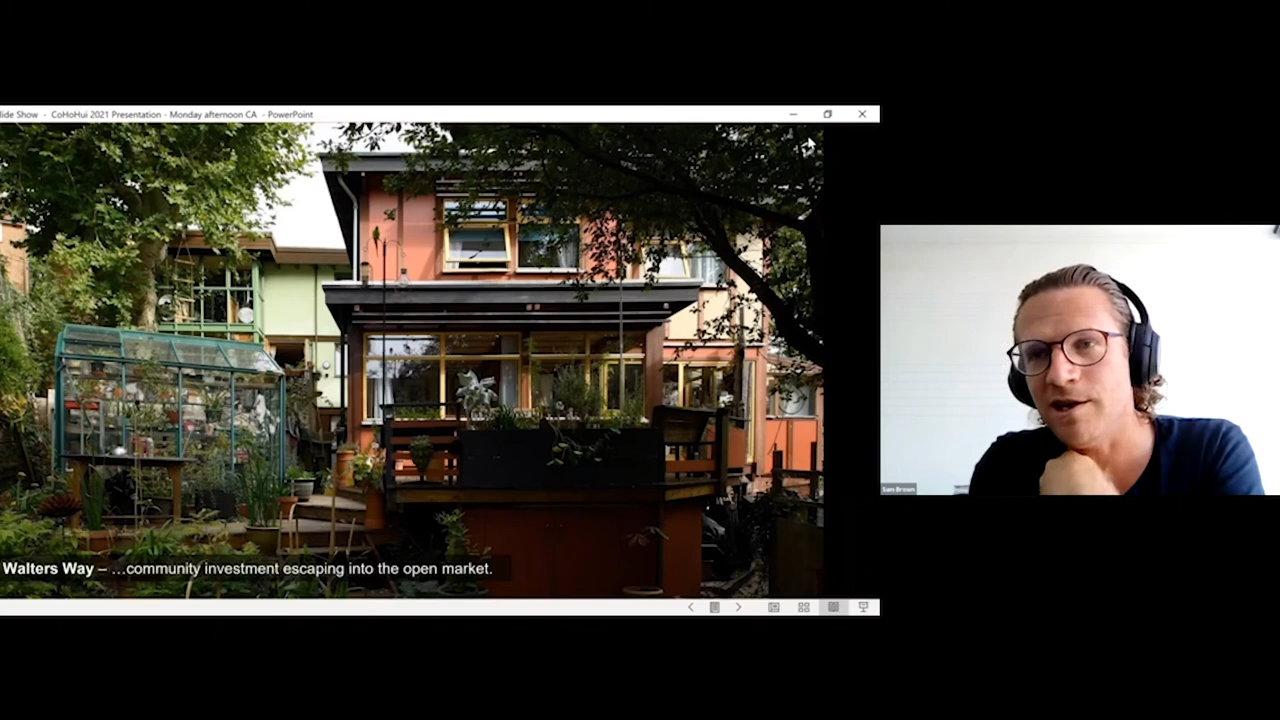 lide Show - CoHoHui 2021 Presentation - Monday afternoon CA - PowerPoint
Walters Way – …community investment escaping into the open market.
Sam Brown